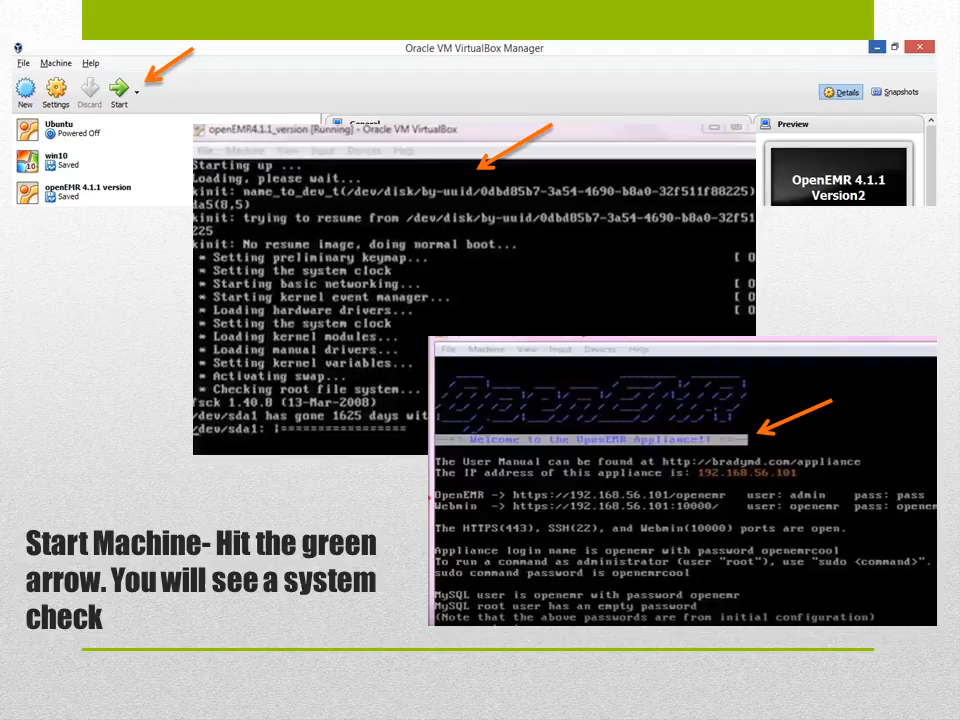 Oracle VM VirtualBox Manager
File Machine Help
New Settings Discard Start
Details Snapshots
Ubuntu
Powered Off
win10
Saved
openEMR 4.1.1 version
Saved
General
Preview
OpenEMR 4.1.1
Version2
openEMR4.1.1_version [Running] - Oracle VM VirtualBox
File Machine View Input Devices Help
Starting up ...
Loading, please wait...
kinit: name_to_dev_t(/dev/disk/by-uuid/0dbd85b7-3a54-4690-b8a0-32f511f88225)
da5(8,5)
kinit: trying to resume from /dev/disk/by-uuid/0dbd85b7-3a54-4690-b8a0-32f51
225
kinit: No resume image, doing normal boot...
* Setting preliminary keymap... [ O
* Setting the system clock
* Starting basic networking... [ O
* Starting kernel event manager... [ O
* Loading hardware drivers... [ O
* Setting the system clock
* Loading kernel modules...
* Loading manual drivers...
* Setting kernel variables...
* Activating swap...
* Checking root file system...
fsck 1.40.8 (13-Mar-2008)
/dev/sda1 has gone 1625 days wit
/dev/sda1: |==================
File Machine View Input Devices Help
OpenEMR
Welcome to the OpenEMR Appliance!!
The User Manual can be found at http://bradymd.com/appliance
The IP address of this appliance is: 192.168.56.101
OpenEMR -> https://192.168.56.101/openemr user: admin pass: pass
Webmin -> https://192.168.56.101:10000/ user: openemr pass: openem
The HTTPS(443), SSH(22), and Webmin(10000) ports are open.
Appliance login name is openemr with password openemrcool
To run a command as administrator (user "root"), use "sudo <command>".
sudo command password is openemrcool
MySQL user is openemr with password openemr
MySQL root user has an empty password
(Note that the above passwords are from initial configuration)
Start Machine- Hit the green
arrow. You will see a system
check